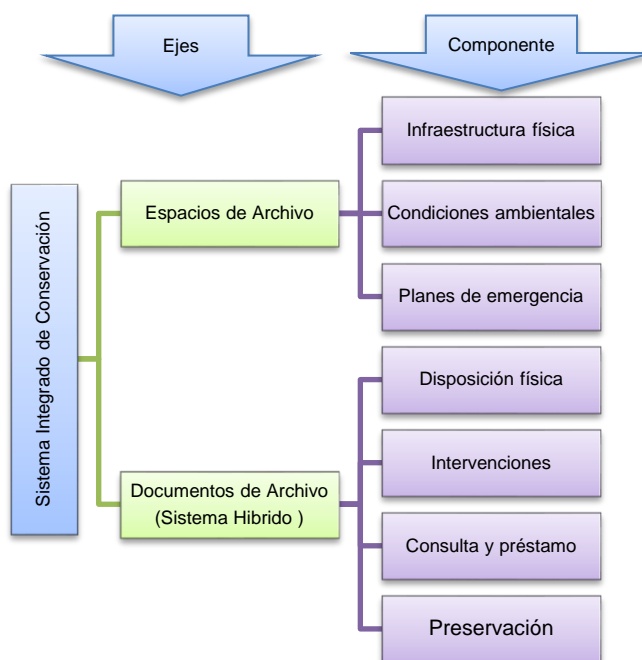 Ejes
Componente
Sistema Integrado de Conservación
Espacios de Archivo
Infraestructura física
Condiciones ambientales
Planes de emergencia
Documentos de Archivo
(Sistema Hibrido )
Disposición física
Intervenciones
Consulta y préstamo
Preservación